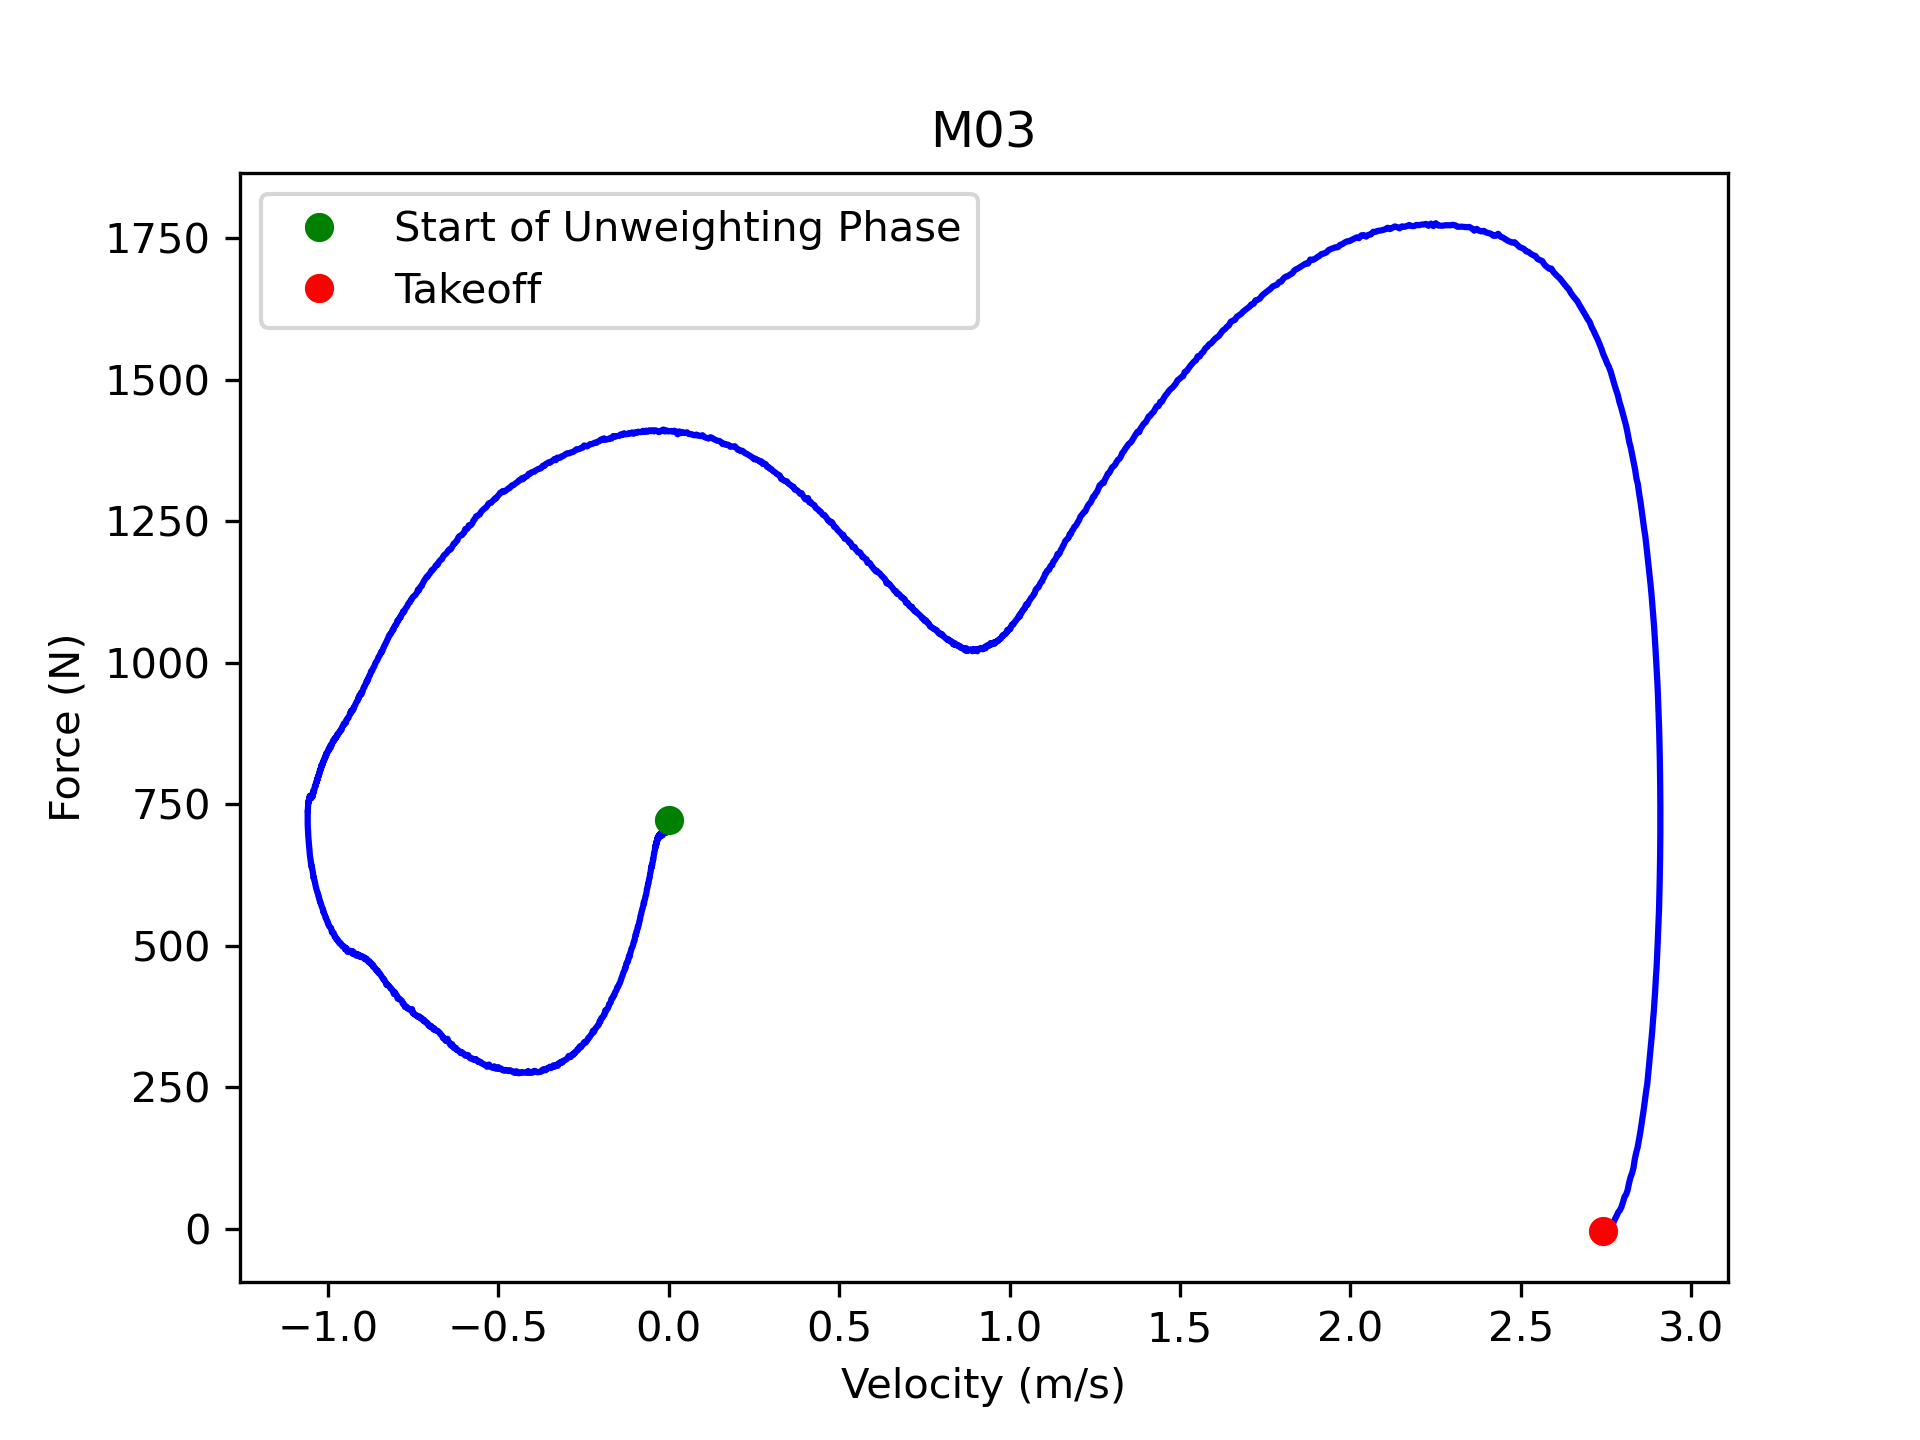 M03
Start of Unweighting Phase
Takeoff
1750
1500
1250
1000
750
500
250
0
Force (N)
−1.0 −0.5 0.0 0.5 1.0 1.5 2.0 2.5 3.0
Velocity (m/s)